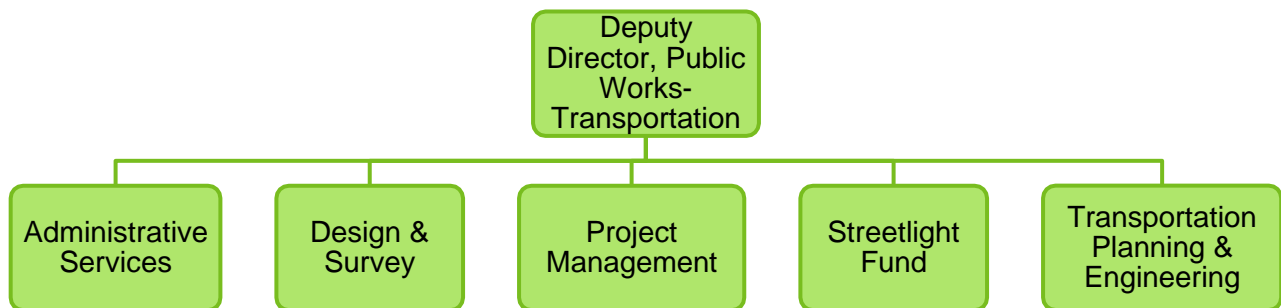 Deputy
Director, Public
Works-
Transportation
Administrative
Services
Design &
Survey
Project
Management
Streetlight
Fund
Transportation
Planning &
Engineering